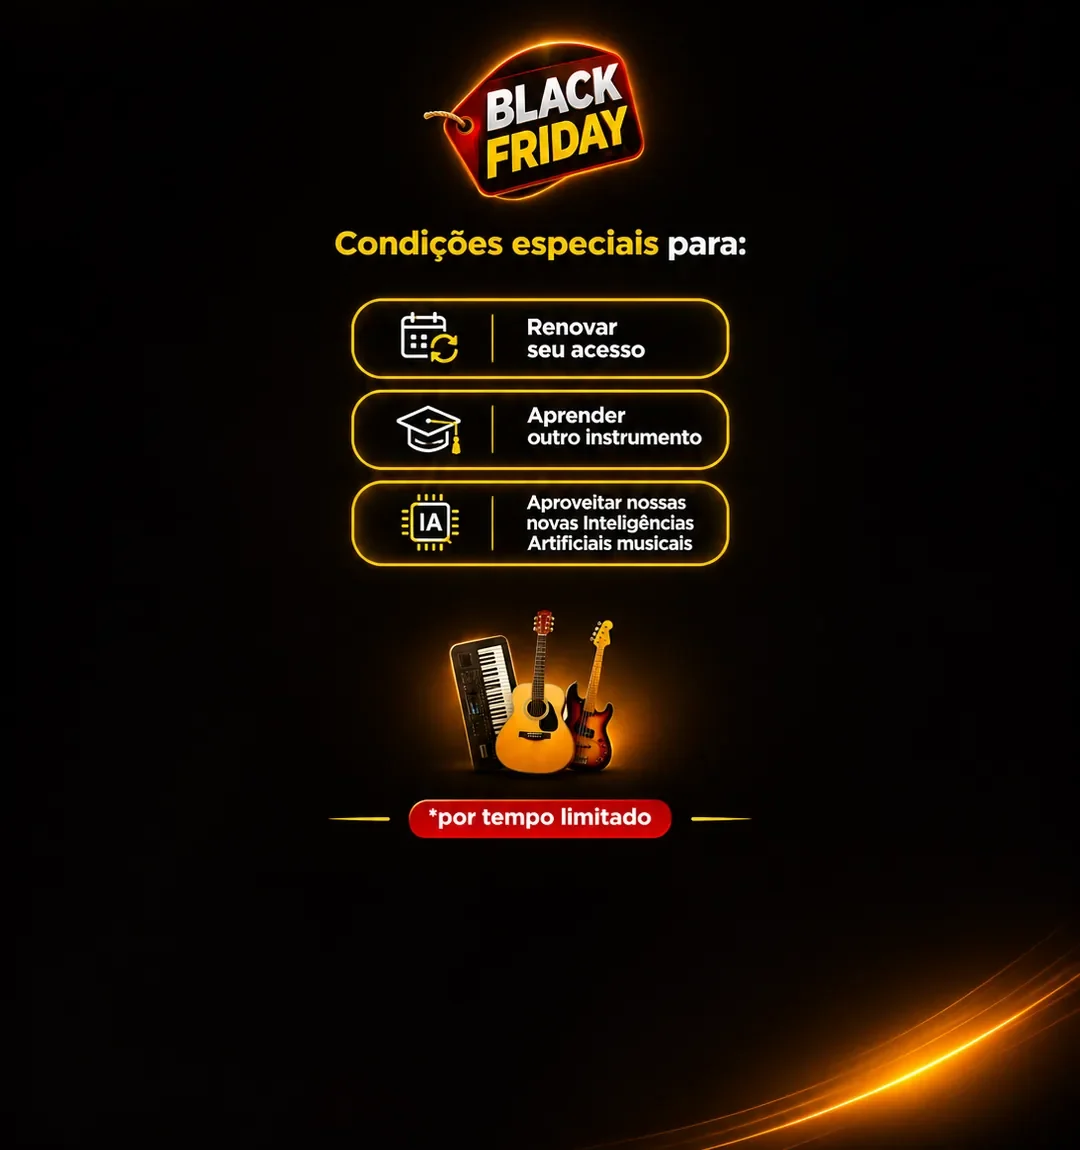 BLACK
FRIDAY
Condições especiais para:
Renovar
seu acesso
Aprender
outro instrumento
IA
Aproveitar nossas
novas Inteligências
Artificiais musicais
*por tempo limitado